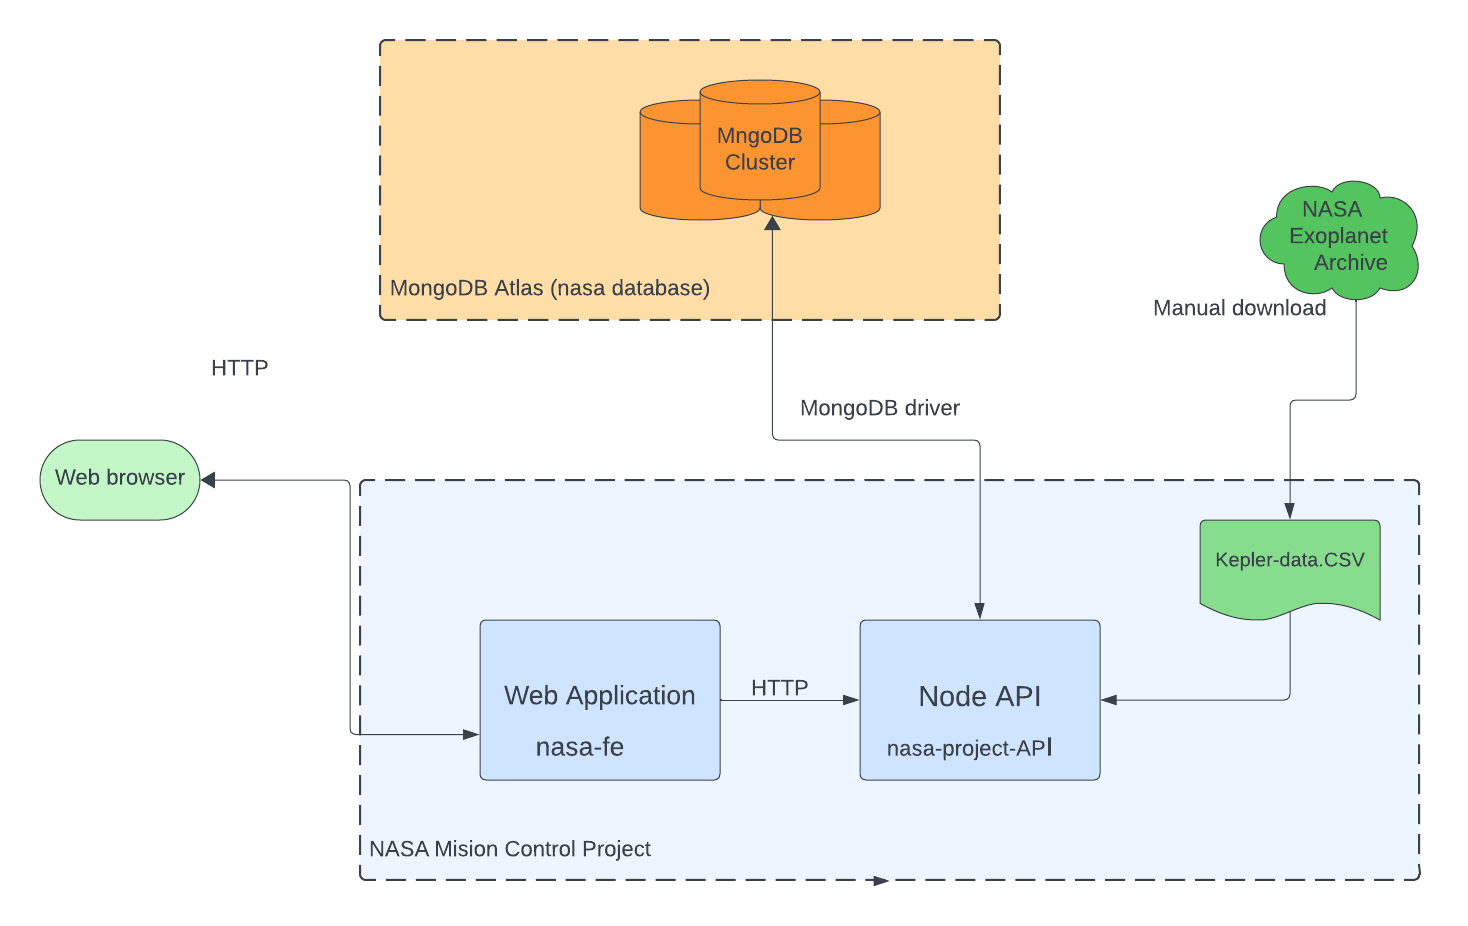 MngoDB
Cluster
MongoDB Atlas (nasa database)
NASA
Exoplanet
Archive
Manual download
HTTP
MongoDB driver
Web browser
Kepler-data.CSV
Web Application
nasa-fe
HTTP
Node API
nasa-project-API
NASA Mision Control Project